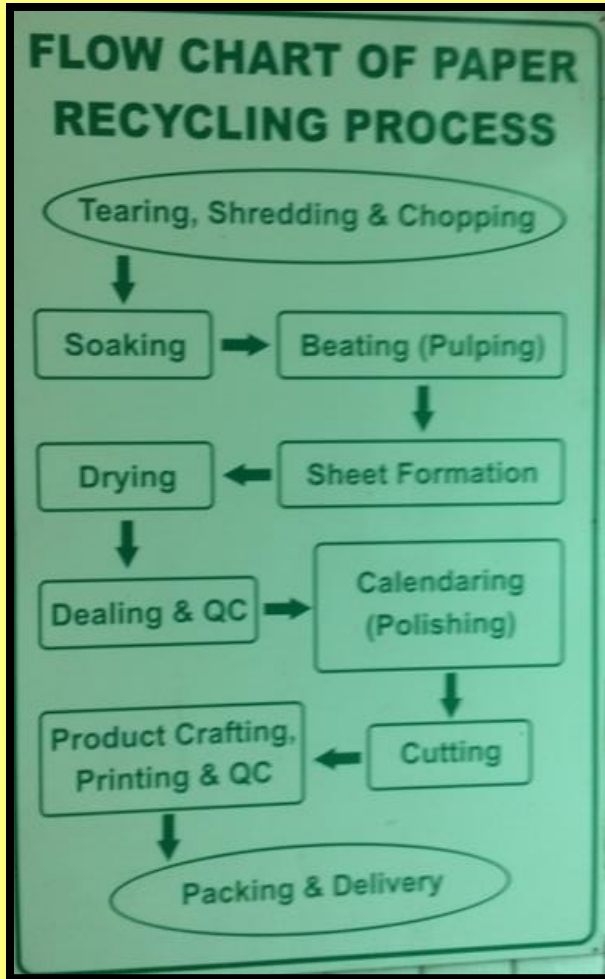 FLOW CHART OF PAPER
RECYCLING PROCESS
Tearing, Shredding & Chopping
Soaking
Beating (Pulping)
Sheet Formation
Drying
Dealing & QC
Calendaring
(Polishing)
Cutting
Product Crafting,
Printing & QC
Packing & Delivery